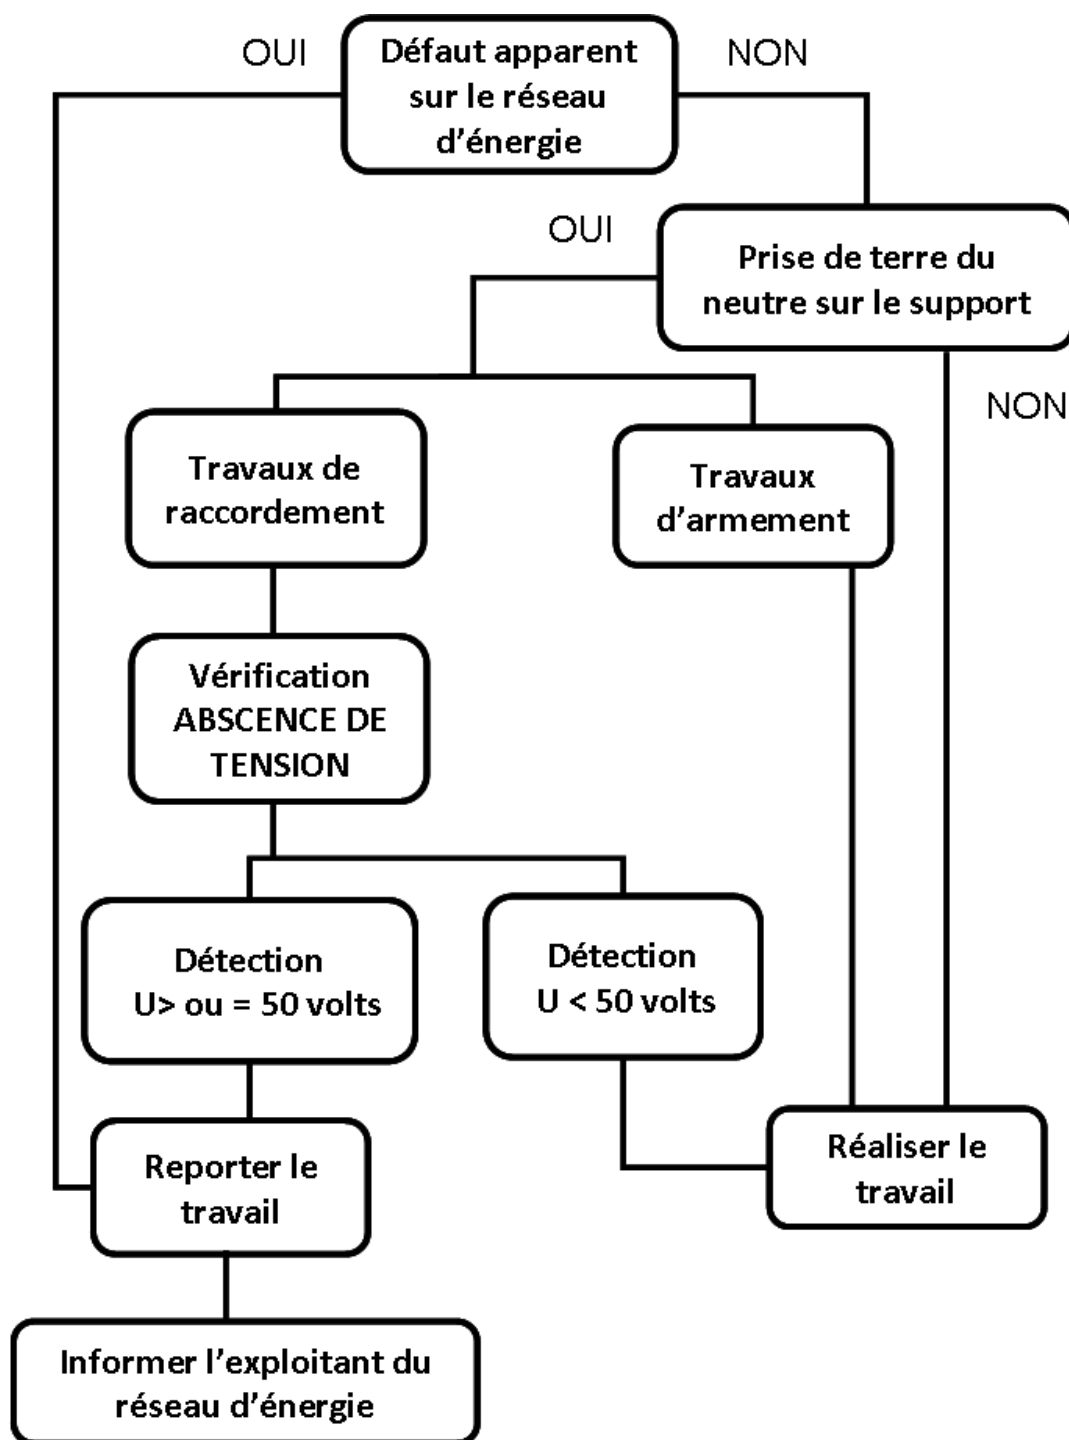 OUI
Défaut apparent
sur le réseau
d'énergie
NON
OUI
Prise de terre du
neutre sur le support
NON
Travaux de
raccordement
Travaux
d'armement
Vérification
ABSCENCE DE
TENSION
Détection
U> ou = 50 volts
Détection
U < 50 volts
Reporter le
travail
Réaliser le
travail
Informer l'exploitant du
réseau d'énergie